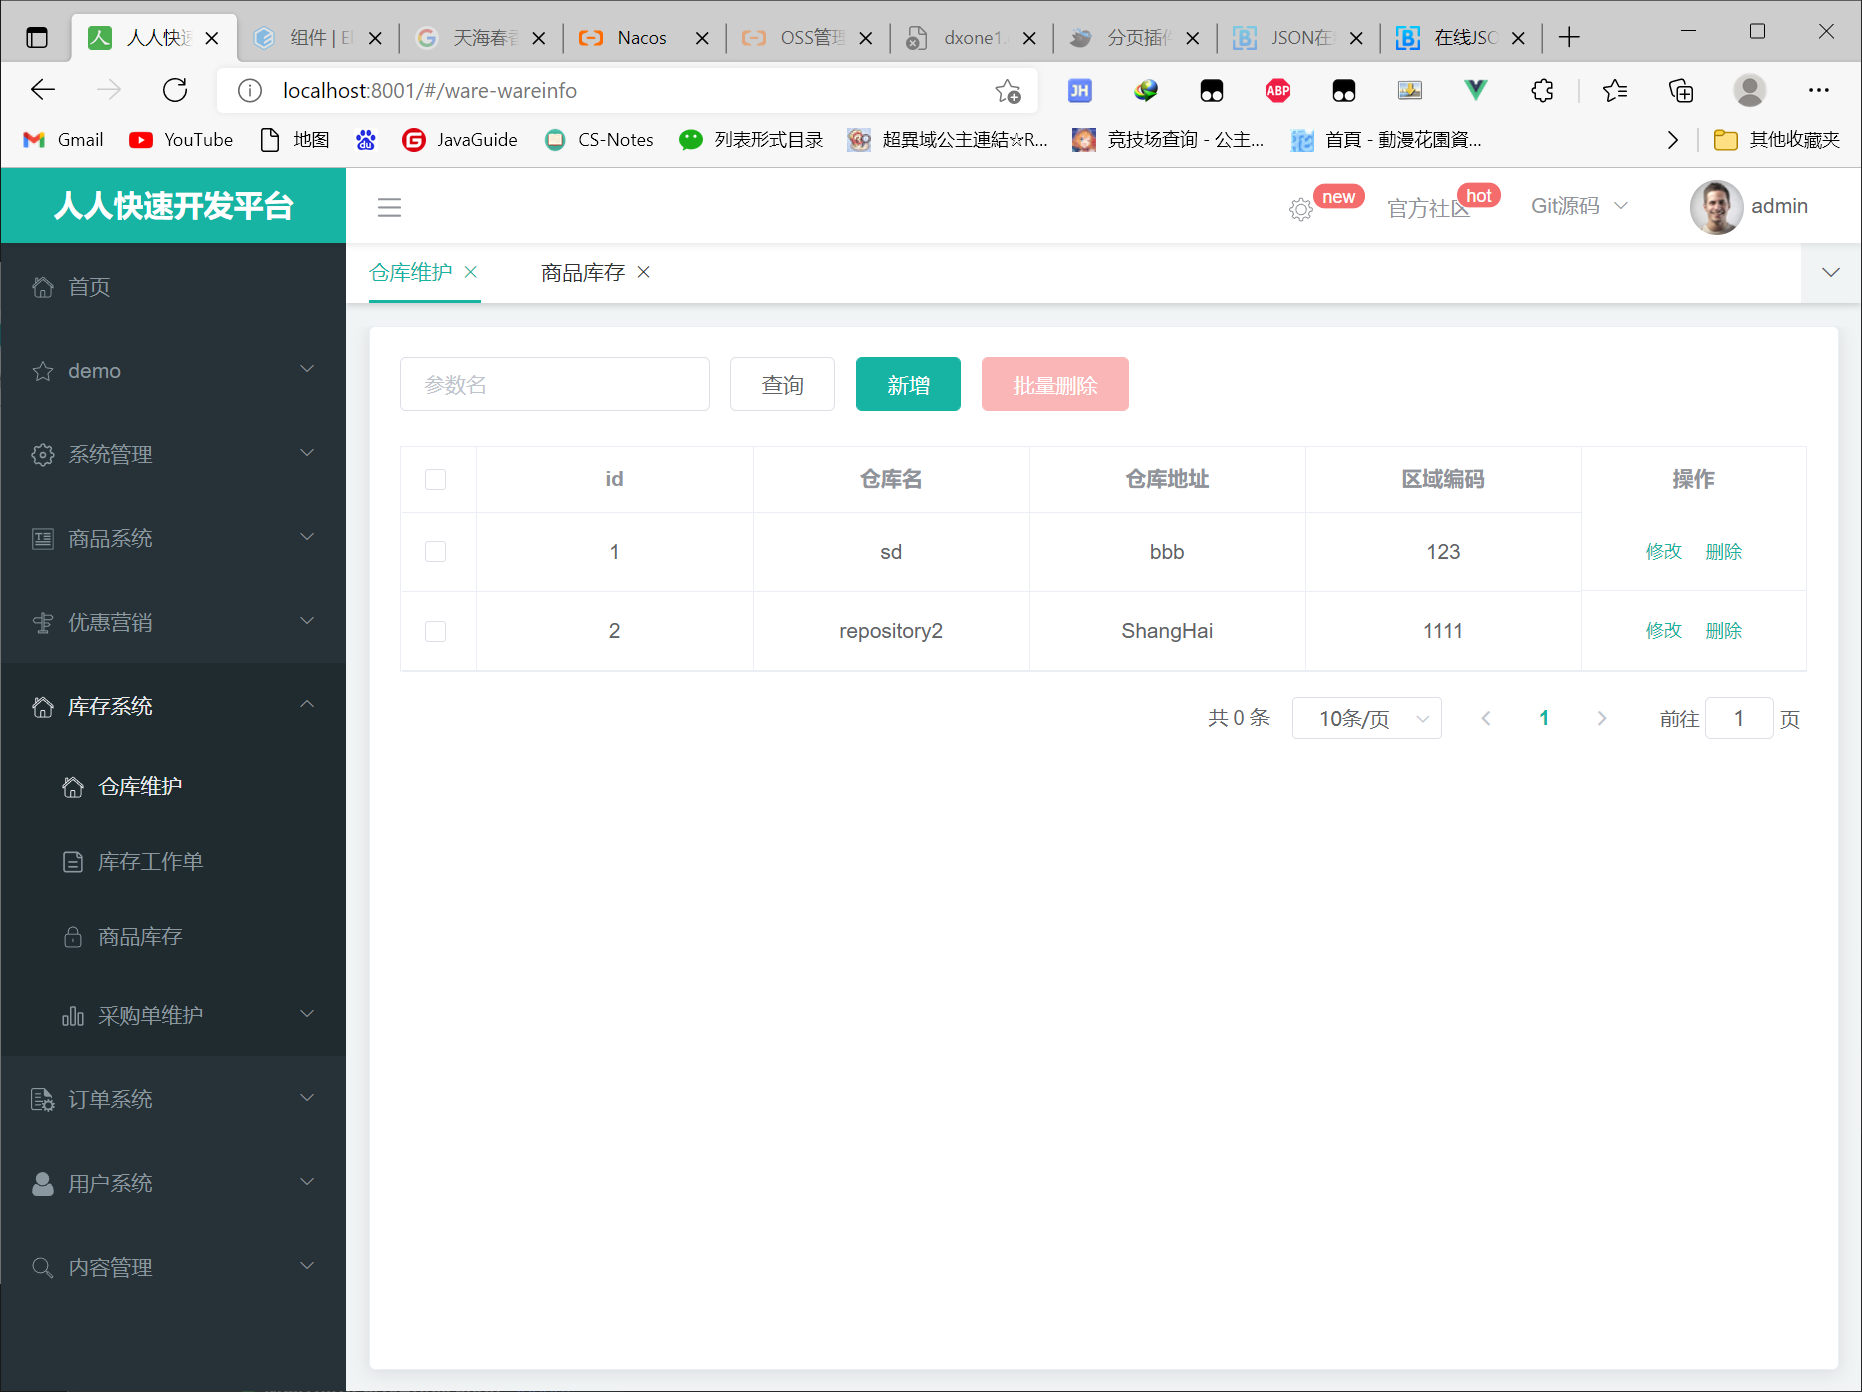 人人快速
组件 | El
天海春香
Nacos
OSS管理
dxone1.
分页插件
JSON在线
在线JSO
localhost:8001/#/ware-wareinfo
JH
ABP
Gmail
YouTube
地图
du
JavaGuide
CS-Notes
列表形式目录
超異域公主連結☆R...
竞技场查询 - 公主...
首頁 - 動漫花園資...
其他收藏夹
人人快速开发平台
new
官方社区
hot
Git源码
admin
首页
demo
系统管理
商品系统
优惠营销
库存系统
仓库维护
库存工作单
商品库存
采购单维护
订单系统
用户系统
内容管理
仓库维护
商品库存
参数名
查询
新增
批量删除
id 仓库名 仓库地址 区域编码 操作
1 sd bbb 123 修改 删除
2 repository2 ShangHai 1111 修改 删除
共 0 条 10条/页 1 前往 1 页